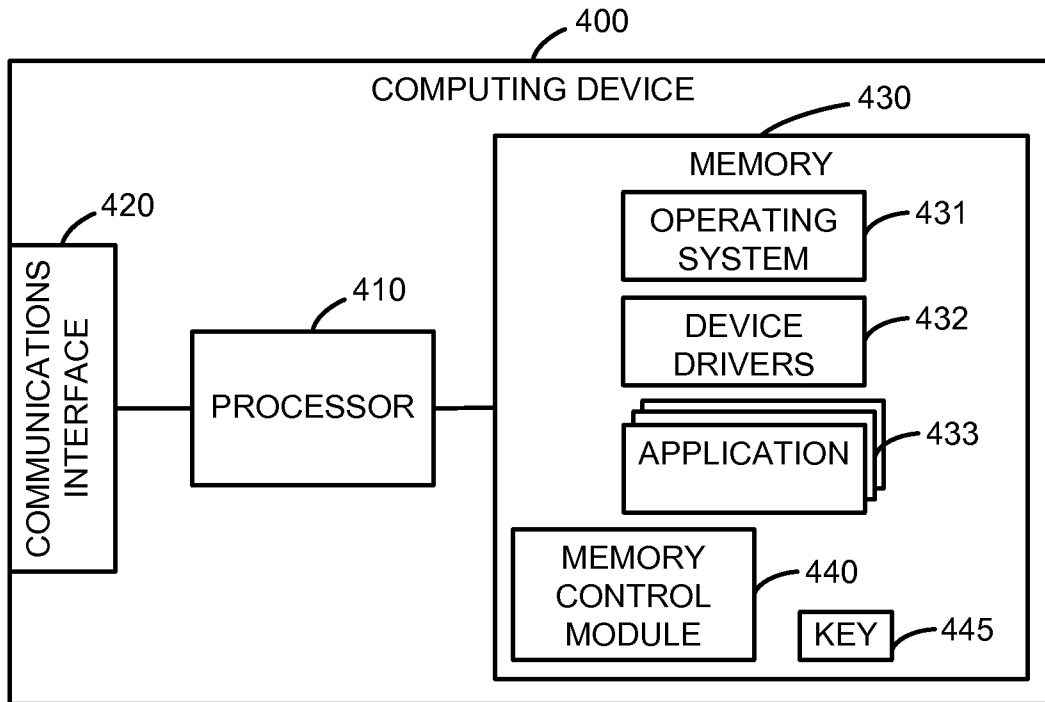 400
COMPUTING DEVICE
430
MEMORY
420
OPERATING
SYSTEM
431
COMMUNICATIONS
INTERFACE
410
PROCESSOR
DEVICE
DRIVERS
432
APPLICATION
433
MEMORY
CONTROL
MODULE
440
KEY
445